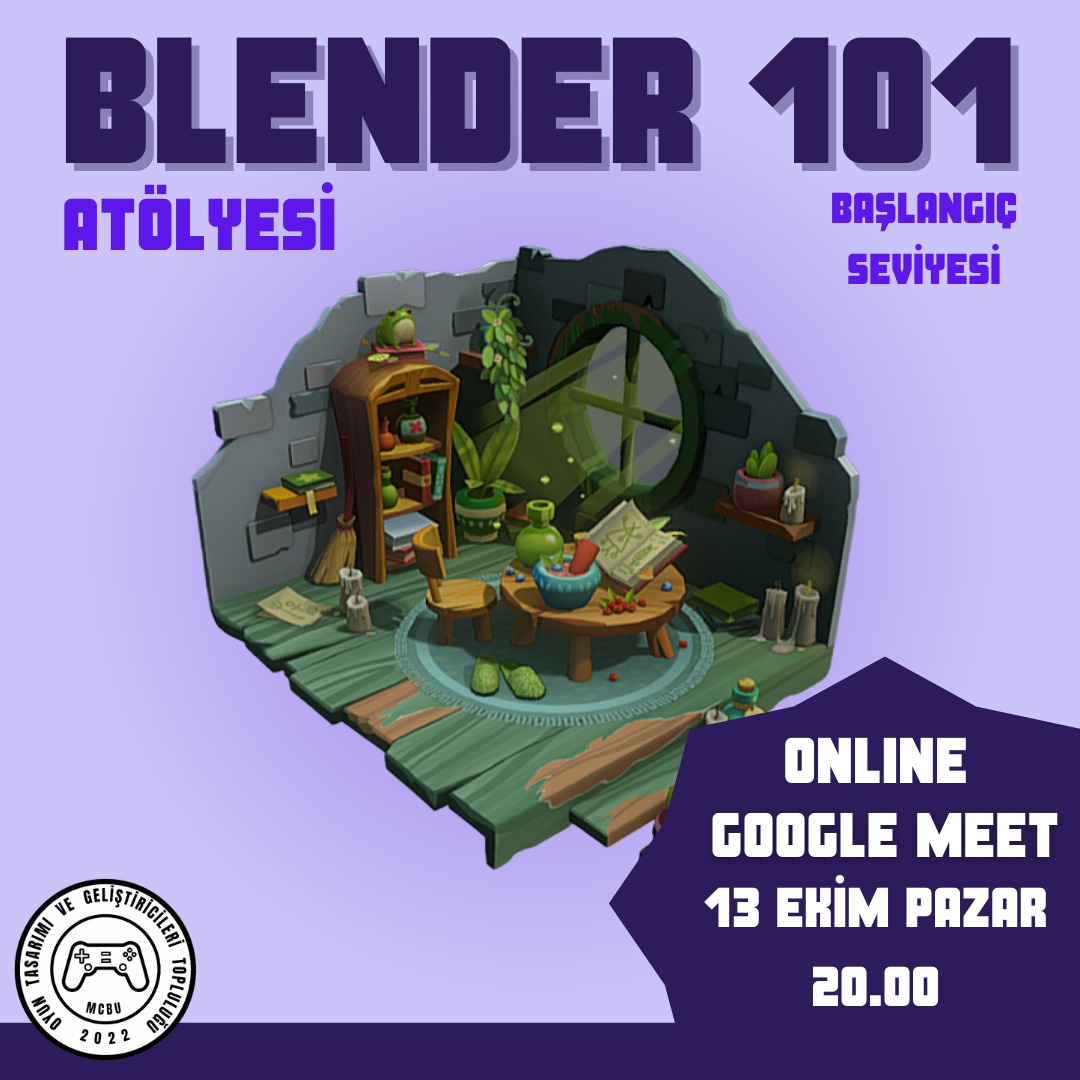 BLENDER 101
ATÖLYESİ
BAŞLANGIÇ
SEVİYESİ
ONLINE
GOOGLE MEET
13 EKİM PAZAR
20.00
OYUN TASARIMI VE GELİŞTİRİCİLERİ TOPLULUĞU
MCBU
2022